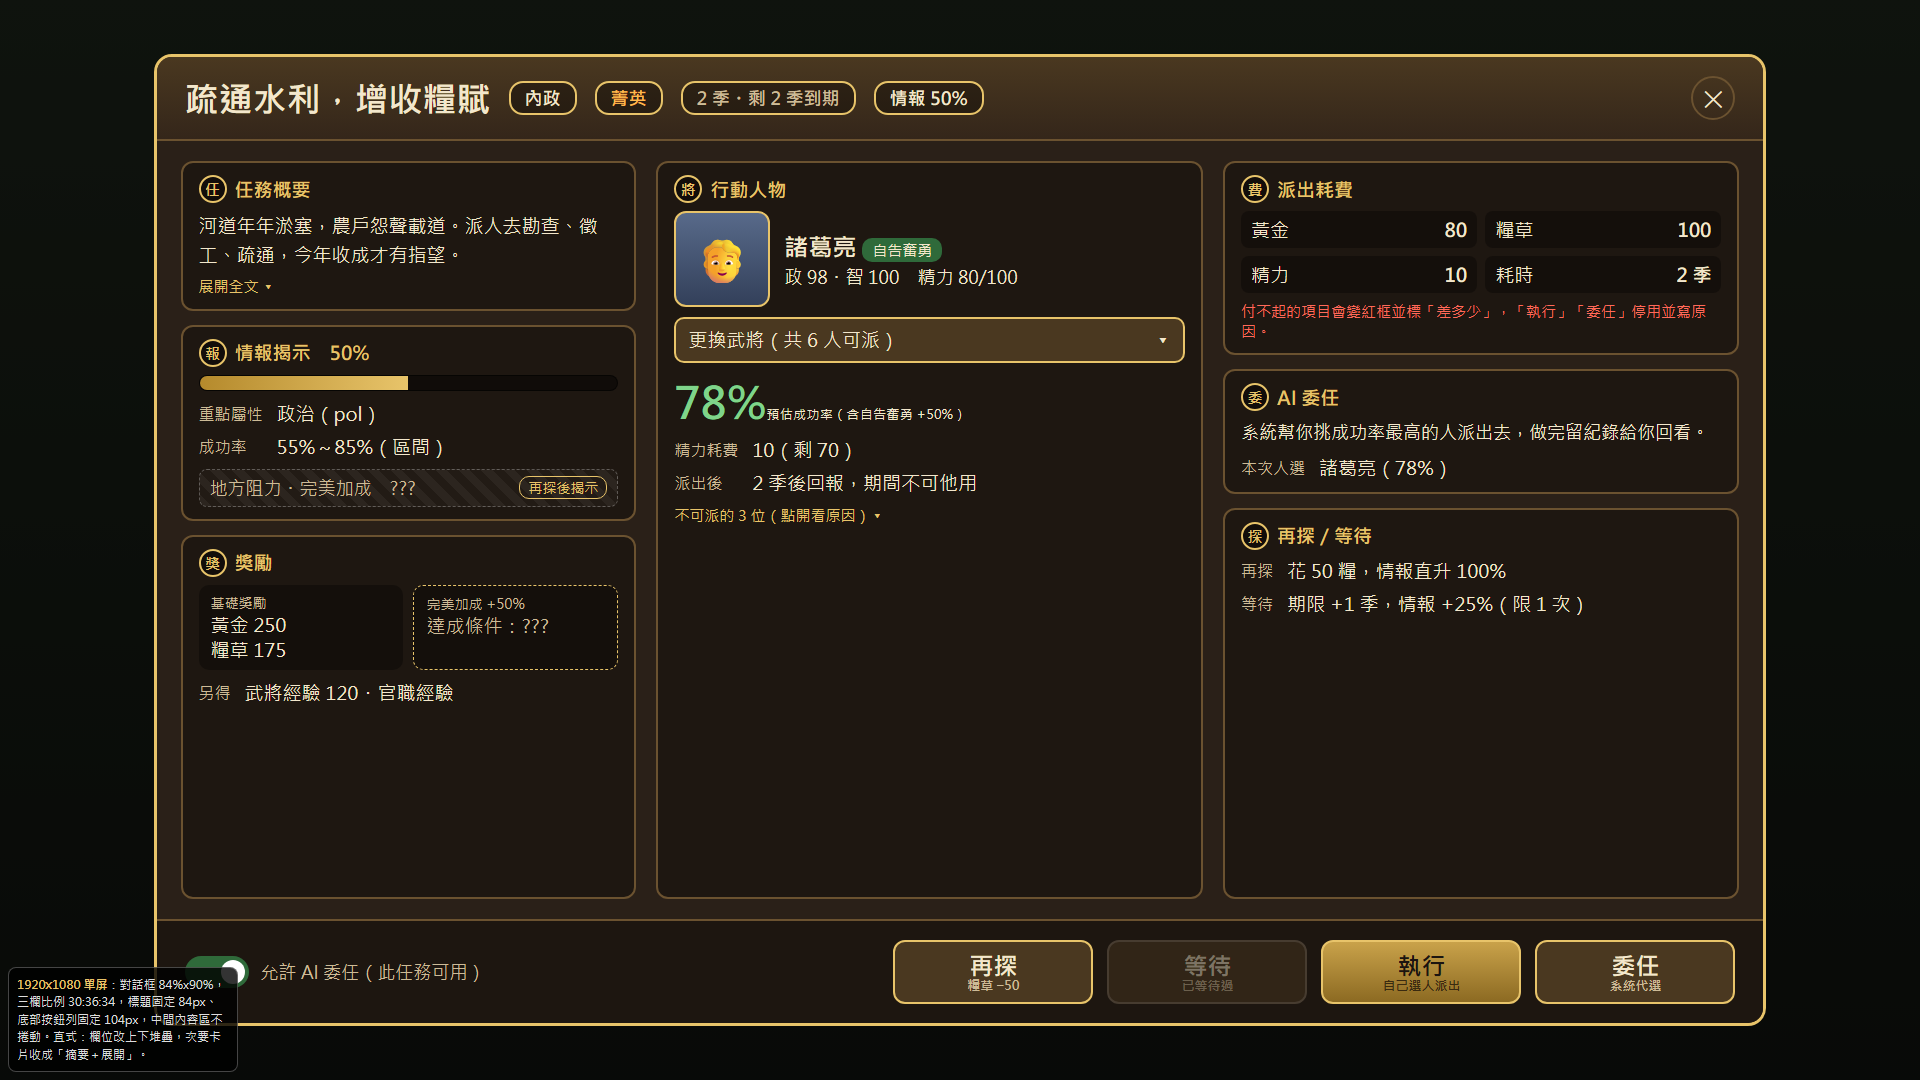 疏通水利．增收糧賦
內政
菁英
2 季．剩 2 季到期
情報 50%
任 任務概要
河道年年淤塞，農戶怨聲載道。派人去勘查、徵
工、疏通，今年收成才有指望。
展開全文 ▾
報 情報揭示 50%
重點屬性 政治（pol）
成功率 55%~85%（區間）
地方阻力．完美加成 ???
再探後揭示
獎 獎勵
基礎獎勵
黃金 250
糧草 175
完美加成 +50%
達成條件：???
另得 武將經驗 120．官職經驗
將 行動人物
諸葛亮 自告奮勇
政 98．智 100 精力 80/100
更換武將（共 6 人可派） ▾
78% 預估成功率（含自告奮勇 +50%）
精力耗費 10（剩 70）
派出後 2 季後回報，期間不可他用
不可派的 3 位（點開看原因） ▾
費 派出耗費
黃金 80
糧草 100
精力 10
耗時 2 季
付不起的項目會變紅框並標「差多少」，「執行」「委任」停用並寫原
因。
委 AI 委任
系統幫你挑成功率最高的人派出去，做完留紀錄給你回看。
本次人選 諸葛亮（78%）
探 再探 / 等待
再探 花 50 糧，情報直升 100%
等待 期限 +1 季，情報 +25%（限 1 次）
允許 AI 委任（此任務可用）
再探
糧草 −50
等待
已等待過
執行
自己選人派出
委任
系統代選
1920x1080 單屏：對話框 84%x90%，
三欄比例 30:36:34，標題固定 84px、
底部按鈕列固定 104px，中間內容區不
捲動。直式：欄位改上下堆疊，次要卡
片收成「摘要＋展開」。